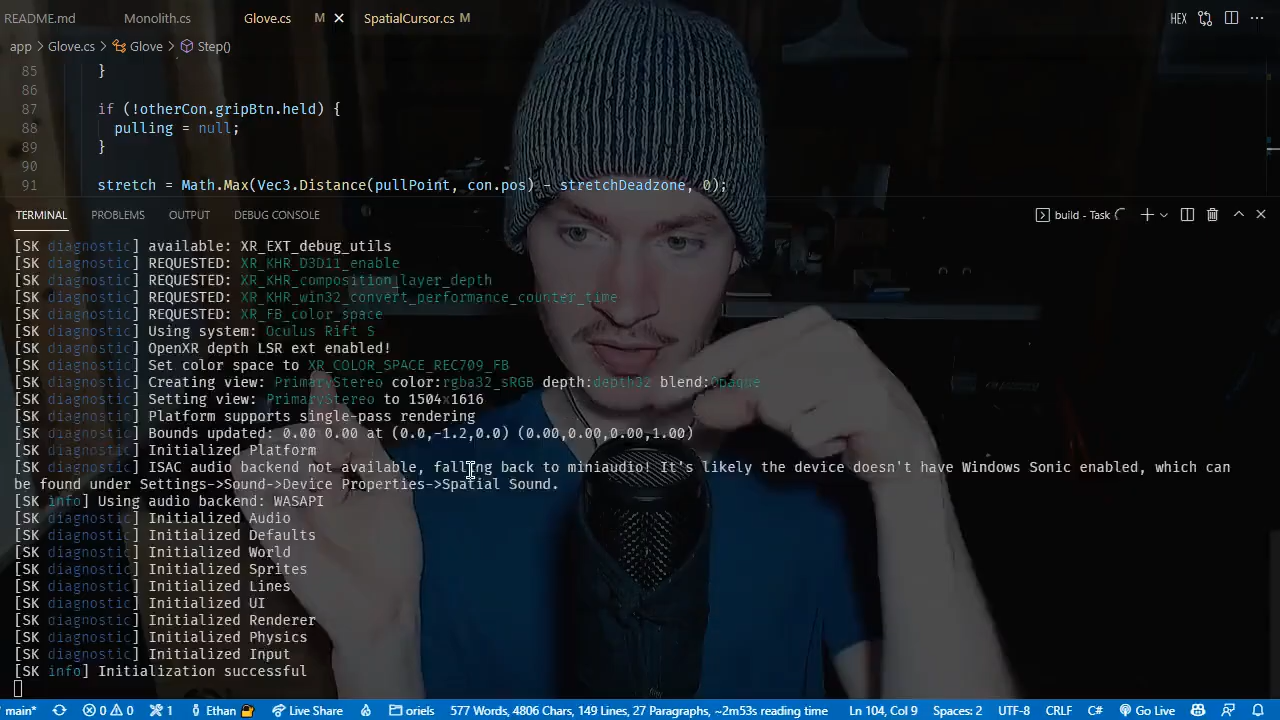 README.md Monolith.cs Glove.cs M SpatialCursor.cs M HEX
app > Glove.cs > Glove > Step()
85 }
86
87 if (!otherCon.gripBtn.held) {
88 pulling = null;
89 }
90
91 stretch = Math.Max(Vec3.Distance(pullPoint, con.pos) - stretchDeadzone, 0);
TERMINAL PROBLEMS OUTPUT DEBUG CONSOLE build - Task
[SK diagnostic] available: XR_EXT_debug_utils
[SK diagnostic] REQUESTED: XR_KHR_D3D11_enable
[SK diagnostic] REQUESTED: XR_KHR_composition_layer_depth
[SK diagnostic] REQUESTED: XR_KHR_win32_convert_performance_counter_time
[SK diagnostic] REQUESTED: XR_FB_color_space
[SK diagnostic] Using system: Oculus Rift S
[SK diagnostic] OpenXR depth LSR ext enabled!
[SK diagnostic] Set color space to XR_COLOR_SPACE_REC709_FB
[SK diagnostic] Creating view: PrimaryStereo color:rgba32_sRGB depth:depth32 blend:Opaque
[SK diagnostic] Setting view: PrimaryStereo to 1504x1616
[SK diagnostic] Platform supports single-pass rendering
[SK diagnostic] Bounds updated: 0.00 0.00 at (0.0,-1.2,0.0) (0.00,0.00,0.00,1.00)
[SK diagnostic] Initialized Platform
[SK diagnostic] ISAC audio backend not available, falling back to miniaudio! It's likely the device doesn't have Windows Sonic enabled, which can
be found under Settings->Sound->Device Properties->Spatial Sound.
[SK info] Using audio backend: WASAPI
[SK diagnostic] Initialized Audio
[SK diagnostic] Initialized Defaults
[SK diagnostic] Initialized World
[SK diagnostic] Initialized Sprites
[SK diagnostic] Initialized Lines
[SK diagnostic] Initialized UI
[SK diagnostic] Initialized Renderer
[SK diagnostic] Initialized Physics
[SK diagnostic] Initialized Input
[SK info] Initialization successful
main* 0 0 1 Ethan Live Share oriels 577 Words, 4806 Chars, 149 Lines, 27 Paragraphs, ~2m53s reading time Ln 104, Col 9 Spaces: 2 UTF-8 CRLF C# Go Live